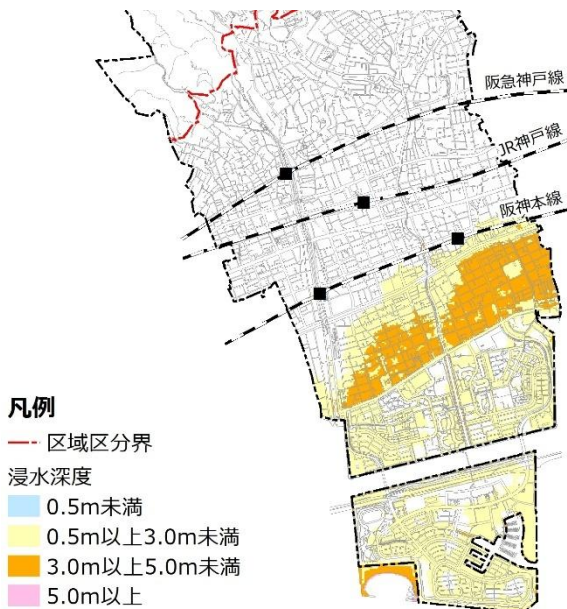 阪急神戸線
JR神戸線
阪神本線
凡例
区域区分界
浸水深度
0.5m未満
0.5m以上3.0m未満
3.0m以上5.0m未満
5.0m以上